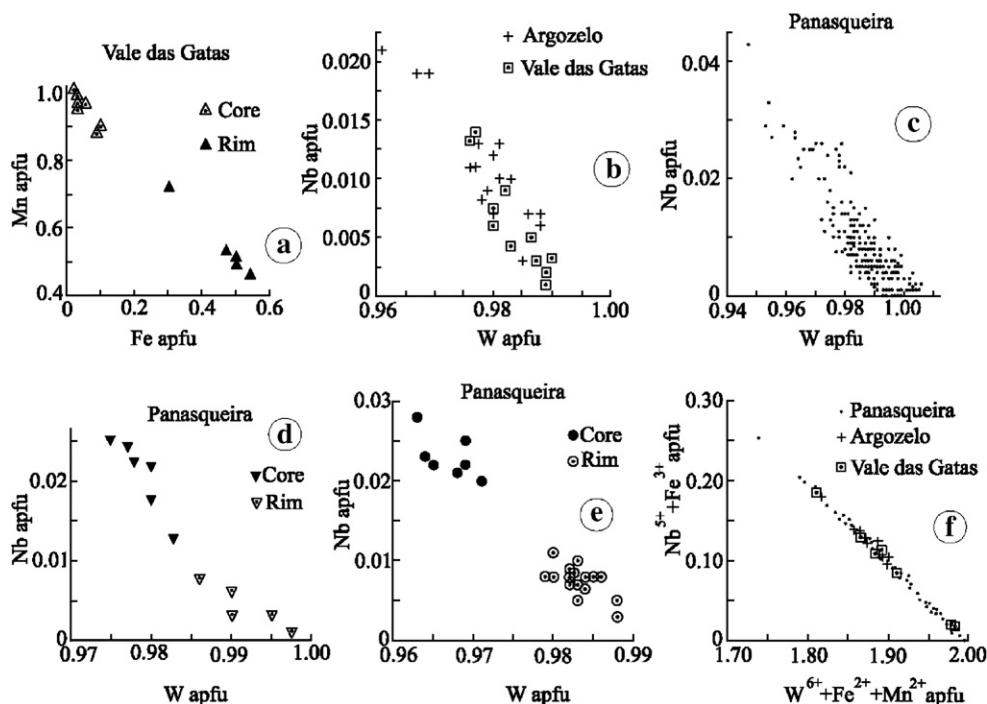 Vale das Gatas
Mn apfu
1.0
0.8
0.6
0.4
0
0.2
0.4
0.6
Fe apfu
Core
Rim
a
Nb apfu
0.020
0.015
0.010
0.005
0
0.96
0.98
1.00
W apfu
Argozelo
Vale das Gatas
b
Panasqueira
Nb apfu
0.04
0.02
0
0.94
0.96
0.98
1.00
W apfu
c
Panasqueira
Nb apfu
0.03
0.02
0.01
0
0.97
0.98
0.99
1.00
W apfu
Core
Rim
d
Panasqueira
Nb apfu
0.03
0.02
0.01
0
0.96
0.97
0.98
0.99
W apfu
Core
Rim
e
Nb5++Fe3+ apfu
0.30
0.20
0.10
0
1.70
1.80
1.90
2.00
W6++Fe2++Mn2+apfu
Panasqueira
Argozelo
Vale das Gatas
f